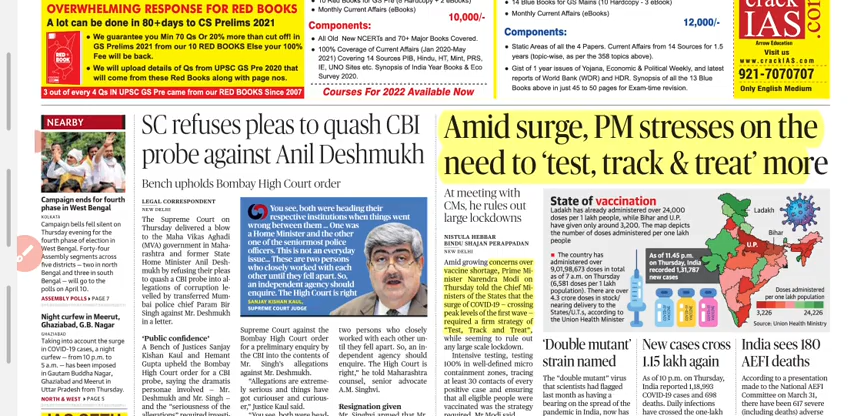 OVERWHELMING RESPONSE FOR RED BOOKS
A lot can be done in 80+days to CS Prelims 2021
We guarantee you Min 70 Qs Or 20% more than cut off! in
GS Prelims 2021 from our 10 RED BOOKS Else your 100%
Fee will be back.
We will upload details of Qs from UPSC GS Pre 2020 that
will come from these Red Books along with page nos.
3 out of every 4 Qs IN UPSC GS Pre came from our RED BOOKS Since 2007
Monthly Current Affairs (eBooks)
10,000/-
Components:
All Old New NCERTs and 70+ Major Books Covered.
100% Coverage of Current Affairs (Jan 2020-May
2021) Covering 14 Sources PIB, Hindu, HT, Mint, PRS,
IE, UNO Sites etc. Synopsis of India Years Books & Eco
Survey 2020.
Courses For 2022 Available Now
14 Blue Books for GS Mains (10 Hardcopy - 3 eBook)
Monthly Current Affairs (eBooks)
12,000/-
Components:
Static Areas of all the 4 Papers. Current Affairs from 14 Sources for 1.5
years (topic-wise, as per the 358 topics above).
Gist of 1 year issues of Yojana, Economic & Political Weekly, and latest
reports of World Bank (WDR) and HDR. Synopsis of all the 13 Blue
Books above in just 45 to 50 pages for Exam-time revision.
crack
IAS
.com
Arrow Education
Visit us
www.crackIAS.com
921-7070707
Only English Medium
NEARBY
Campaign ends for fourth
phase in West Bengal
KOLKATA
Campaign bells fell silent on
Thursday evening for the
fourth phase of election in
West Bengal. Forty-four
Assembly segments across
five districts — two in north
Bengal and three in south
Bengal — will go to the
polls on April 10.
ASSEMBLY POLLS ▸ PAGE 7
Night curfew in Meerut,
Ghaziabad, G.B. Nagar
GHAZIABAD
Taking into account the surge
in COVID-19 cases, a night
curfew — from 10 p.m. to
5 a.m. — has been imposed
in Gautam Buddha Nagar,
Ghaziabad and Meerut in
Uttar Pradesh from Thursday.
NORTH & WEST ▸ PAGE 5
SC refuses pleas to quash CBI
probe against Anil Deshmukh
Bench upholds Bombay High Court order
LEGAL CORRESPONDENT
NEW DELHI
The Supreme Court on
Thursday delivered a blow
to the Maha Vikas Aghadi
(MVA) government in Maha-
rashtra and former State
Home Minister Anil Desh-
mukh by refusing their pleas
to quash a CBI probe into al-
legations of corruption le-
velled by transferred Mum-
bai police chief Param Bir
Singh against Mr. Deshmukh
in a letter.
'Public confidence'
A Bench of Justices Sanjay
Kishan Kaul and Hemant
Gupta upheld the Bombay
High Court order for a CBI
probe, saying the dramatis
personae involved — Mr.
Deshmukh and Mr. Singh —
and the "seriousness of the
You see, both were heading their
respective institutions when things went
wrong between them ... One was
a Home Minister and the other
one of the seniormost police
officers. This is not an everyday
issue... These are two persons
who closely worked with each
other until they fell apart. So,
an independent agency should
enquire. The High Court is right
SANJAY KISHAN KAUL,
SUPREME COURT JUDGE
Supreme Court against the
Bombay High Court order
for a preliminary enquiry by
the CBI into the contents of
Mr. Singh's allegations
against Mr. Deshmukh.
"Allegations are extreme-
ly serious and things have
got curiouser and curious-
er," Justice Kaul said.
"You see, both were head-
two persons who closely
worked with each other un-
til they fell apart. So, an in-
dependent agency should
enquire. The High Court is
right," he told Maharashtra
counsel, senior advocate
A.M. Singhvi.
Resignation given
Mr. Singhvi argued that Mr.
Amid surge, PM stresses on the
need to 'test, track & treat' more
At meeting with
CMs, he rules out
large lockdowns
NISTULA HEBBAR
BINDU SHAJAN PERAPPADAN
NEW DELHI
Amid growing concerns over
vaccine shortage, Prime Mi-
nister Narendra Modi on
Thursday told the Chief Mi-
nisters of the States that the
surge of COVID-19 — crossing
peak levels of the first wave —
required a firm strategy of
"Test, Track and Treat",
while seeming to rule out
any large scale lockdown.
Intensive testing, testing
100% in well-defined micro
containment zones, tracing
at least 30 contacts of every
positive case and ensuring
that all eligible people were
vaccinated was the strategy
State of vaccination
Ladakh has already administered over 24,000
doses per 1 lakh people, while Bihar and U.P.
have given only around 3,200. The map depicts
the number of doses administered per one lakh
people
The country has
administered over
9,01,98,673 doses in total
as of 7 a.m. on Thursday
(6,581 doses per 1 lakh
population). There are over
4.3 crore doses in stock/
nearing delivery to the
States/U.T.s, according to
the Union Health Ministry
As of 11.45 p.m.
on Thursday, India
recorded 1,31,787
new cases
Ladakh
U.P.
Bihar
Doses administered
per one lakh population
3,226 24,226
Source: Union Health Ministry
'Double mutant'
strain named
The "double mutant" virus
that scientists had flagged
last month as having a
bearing on the spread of the
pandemic in India, now has
New cases cross
1.15 lakh again
As of 10 p.m. on Thursday,
India reported 1,18,993
COVID-19 cases and 698
deaths. Daily infections
have crossed the one-lakh
India sees 180
AEFI deaths
According to a presentation
made to the National AEFI
Committee on March 31,
there have been 617 severe
(including deaths) adverse